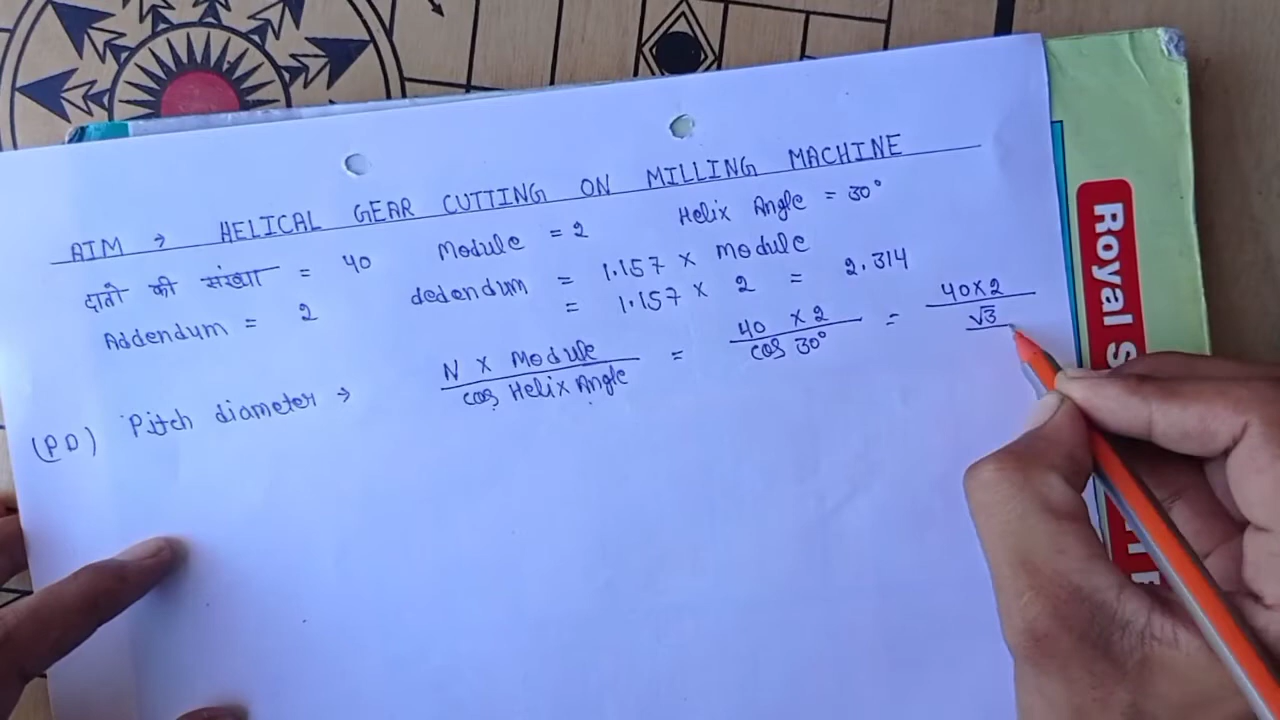 AIM → HELICAL GEAR CUTTING ON MILLING MACHINE
दातो की संख्या = 40 Module = 2 Helix Angle = 30°
Addendum = 2 dedendum = 1.157 × Module
= 1.157 × 2 = 2.314
(PD) Pitch diameter → N × Module / cos Helix Angle = 40 × 2 / cos 30° = 40 × 2 / √3
Royal S